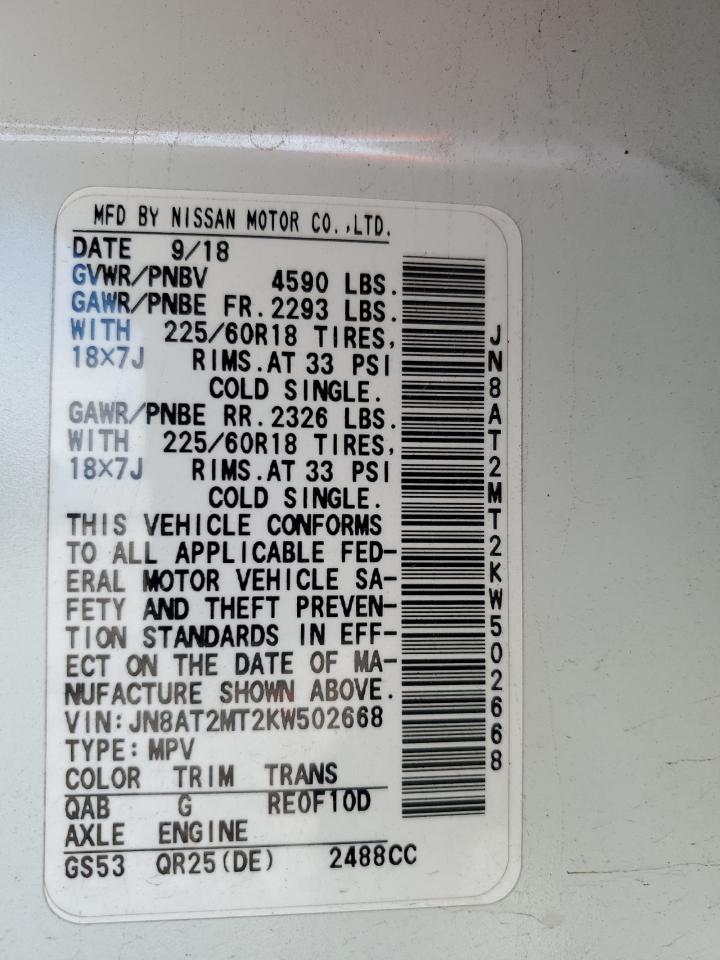 MFD BY NISSAN MOTOR CO.,LTD.
DATE 9/18
GVWR/PNBV 4590 LBS.
GAWR/PNBE FR. 2293 LBS.
WITH 225/60R18 TIRES,
18×7J RIMS.AT 33 PSI
COLD SINGLE.
GAWR/PNBE RR. 2326 LBS.
WITH 225/60R18 TIRES,
18×7J RIMS.AT 33 PSI
COLD SINGLE.
THIS VEHICLE CONFORMS
TO ALL APPLICABLE FED-
ERAL MOTOR VEHICLE SA-
FETY AND THEFT PREVEN-
TION STANDARDS IN EFF-
ECT ON THE DATE OF MA-
NUFACTURE SHOWN ABOVE.
VIN:JN8AT2MT2KW502668
TYPE:MPV
COLOR TRIM TRANS
QAB G RE0F10D
AXLE ENGINE
GS53 QR25(DE) 2488CC
JN8AT2MT2KW502668